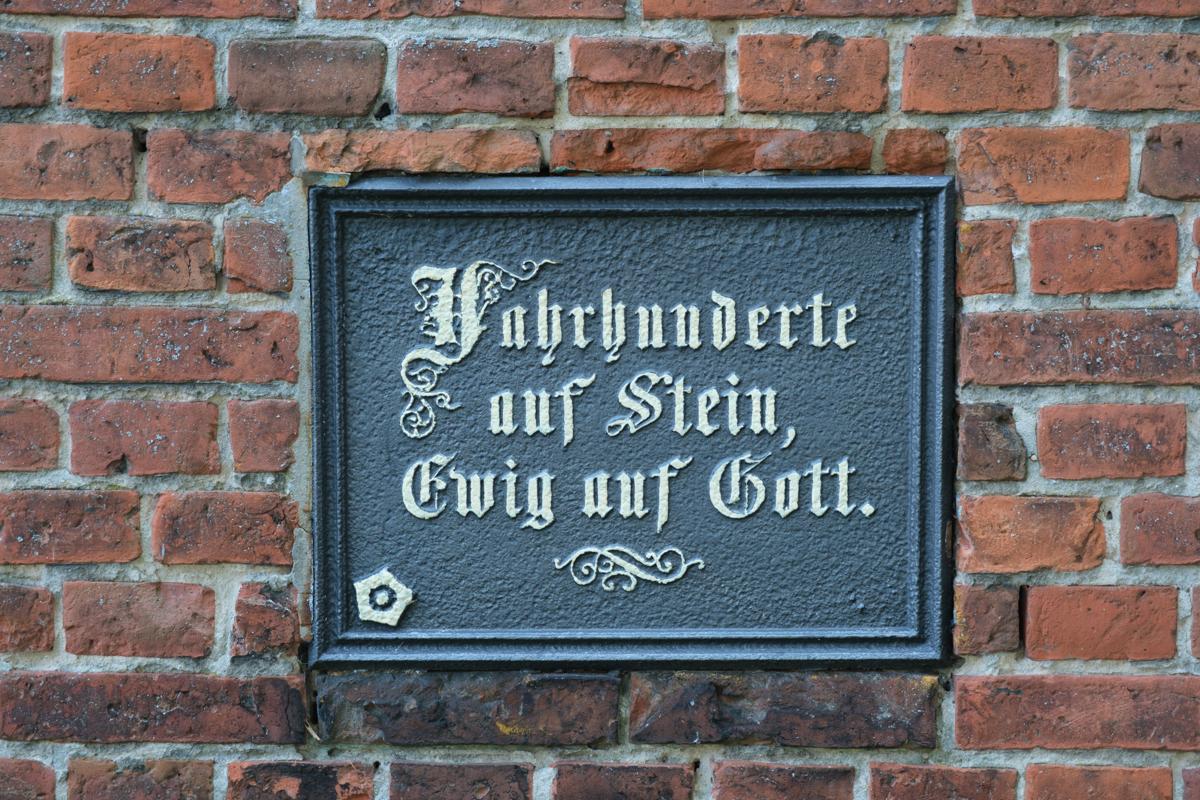 Jahrhunderte
auf Stein,
Ewig auf Gott.